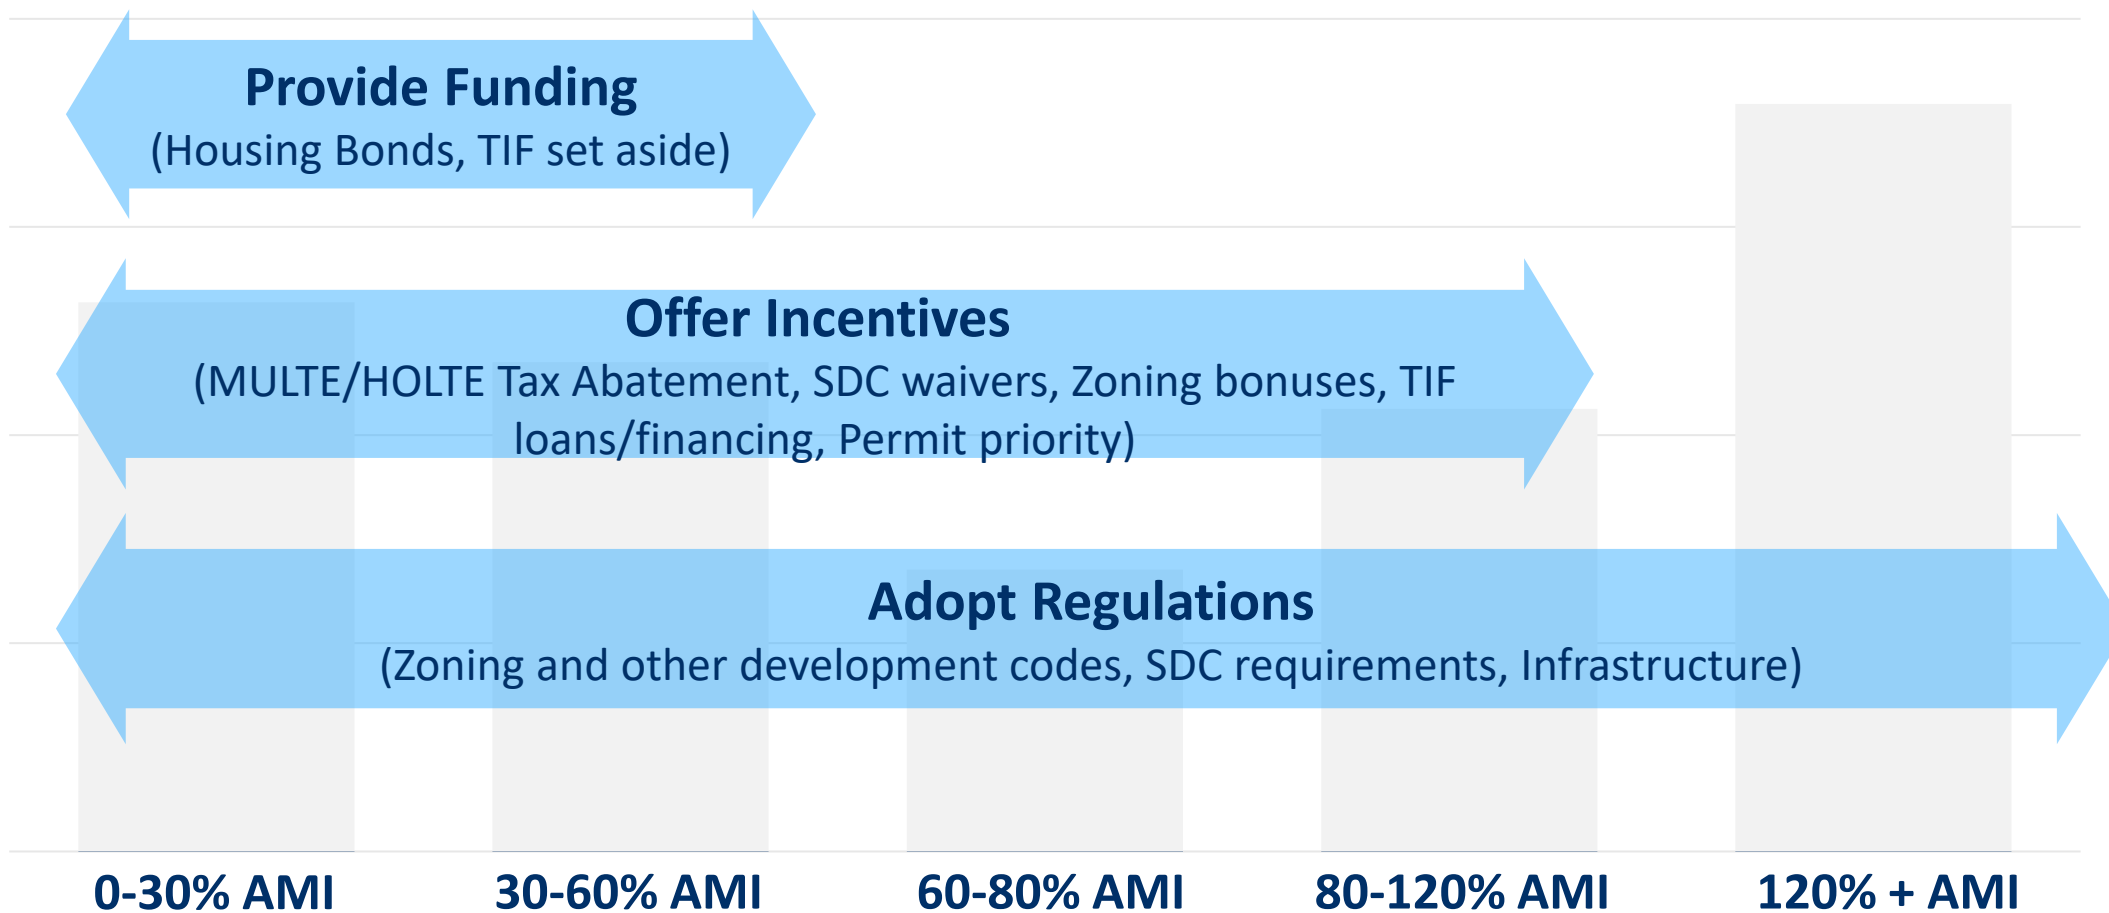 Provide Funding
(Housing Bonds, TIF set aside)
Offer Incentives
(MULTE/HOLTE Tax Abatement, SDC waivers, Zoning bonuses, TIF
loans/financing, Permit priority)
Adopt Regulations
(Zoning and other development codes, SDC requirements, Infrastructure)
0-30% AMI
30-60% AMI
60-80% AMI
80-120% AMI
120% + AMI